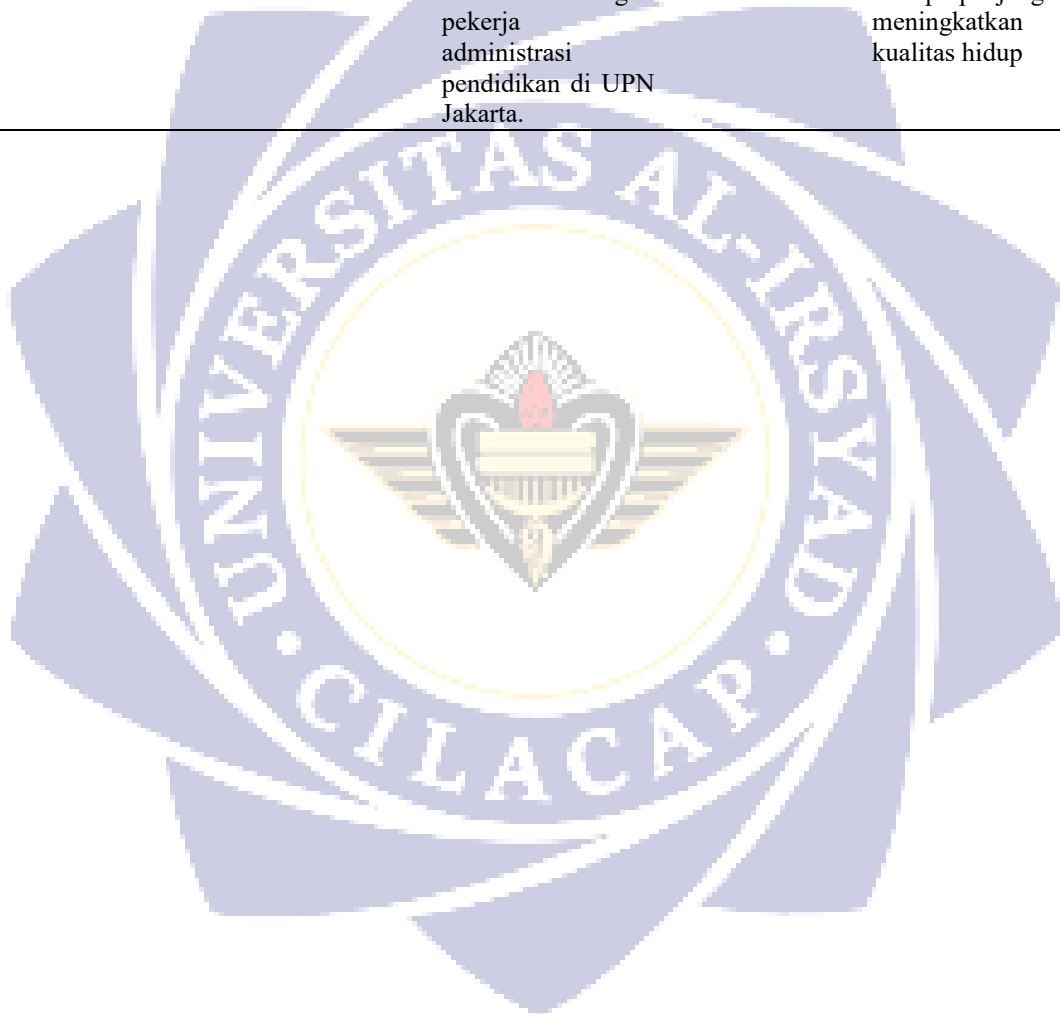 pekerja
meningkatkan
administrasi
kualitas hidup
pendidikan di UPN
Jakarta.
UNIVERSITAS AL-IRSYAD
CILACAP